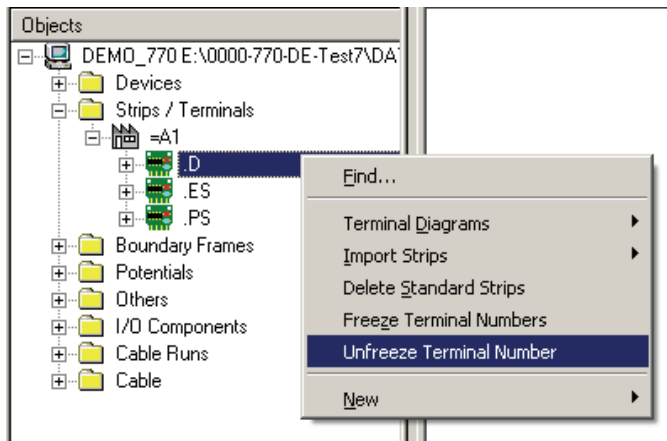 Objects
DEMO_770 E:\0000-770-DE-Test7\DA
Devices
Strips / Terminals
=A1
.D
.ES
.PS
Boundary Frames
Potentials
Others
I/O Components
Cable Runs
Cable
Find...
Terminal Diagrams
Import Strips
Delete Standard Strips
Freeze Terminal Numbers
Unfreeze Terminal Number
New